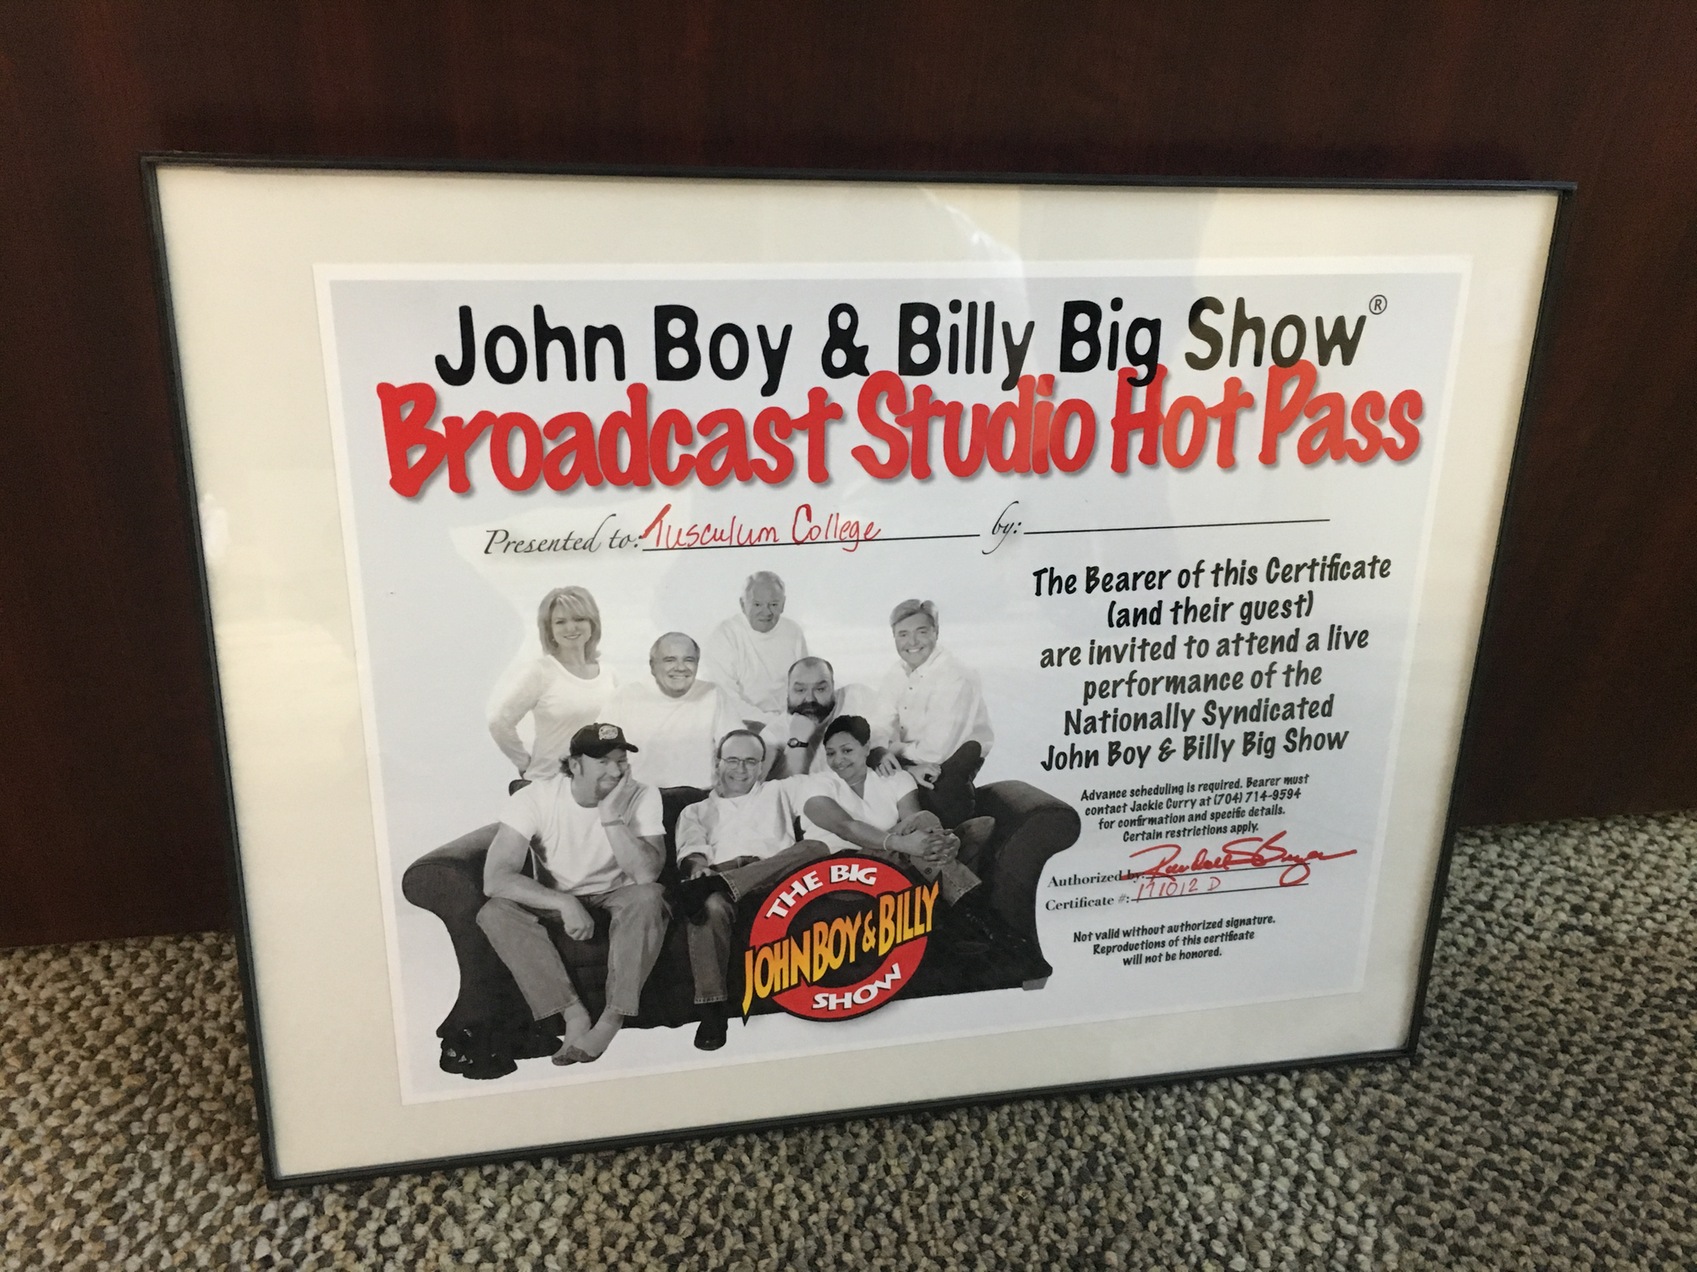 John Boy & Billy Big Show®
Broadcast Studio Hot Pass
Presented to: Tusculum College by:
The Bearer of this Certificate
(and their guest)
are invited to attend a live
performance of the
Nationally Syndicated
John Boy & Billy Big Show
Advance scheduling is required. Bearer must
contact Jackie Curry at (704) 714-9594
for confirmation and specific details.
Certain restrictions apply.
Authorized by:
Certificate #: 171012 D
Not valid without authorized signature.
Reproductions of this certificate
will not be honored.
THE BIG
JOHN BOY & BILLY
SHOW